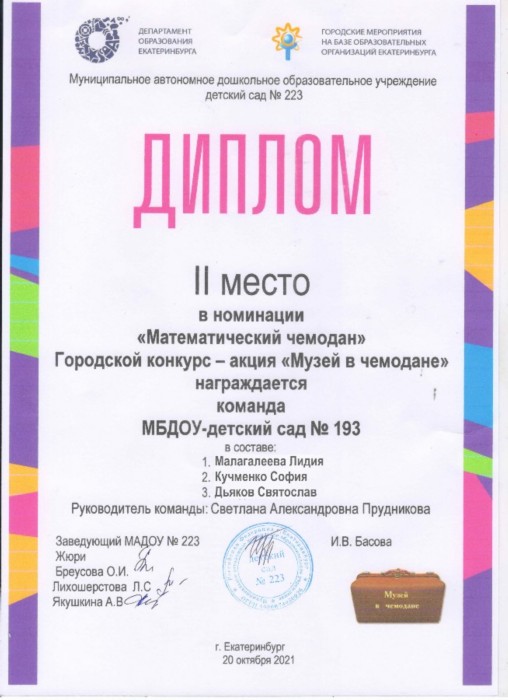 ДЕПАРТАМЕНТ
ОБРАЗОВАНИЯ
ЕКАТЕРИНБУРГА
ГОРОДСКИЕ МЕРОПРИЯТИЯ
НА БАЗЕ ОБРАЗОВАТЕЛЬНЫХ
ОРГАНИЗАЦИЙ ЕКАТЕРИНБУРГА
Муниципальное автономное дошкольное образовательное учреждение
детский сад № 223
ДИПЛОМ
II место
в номинации
«Математический чемодан»
Городской конкурс – акция «Музей в чемодане»
награждается
команда
МБДОУ-детский сад № 193
в составе:
1. Малагалеева Лидия
2. Кучменко София
3. Дьяков Святослав
Руководитель команды: Светлана Александровна Прудникова
Заведующий МАДОУ № 223
И.В. Басова
Жюри
Бреусова О.И.
Лихошерстова Л.С
Якушкина А.В
детский
сад
№ 223
Музей
в чемодане
г. Екатеринбург
20 октября 2021